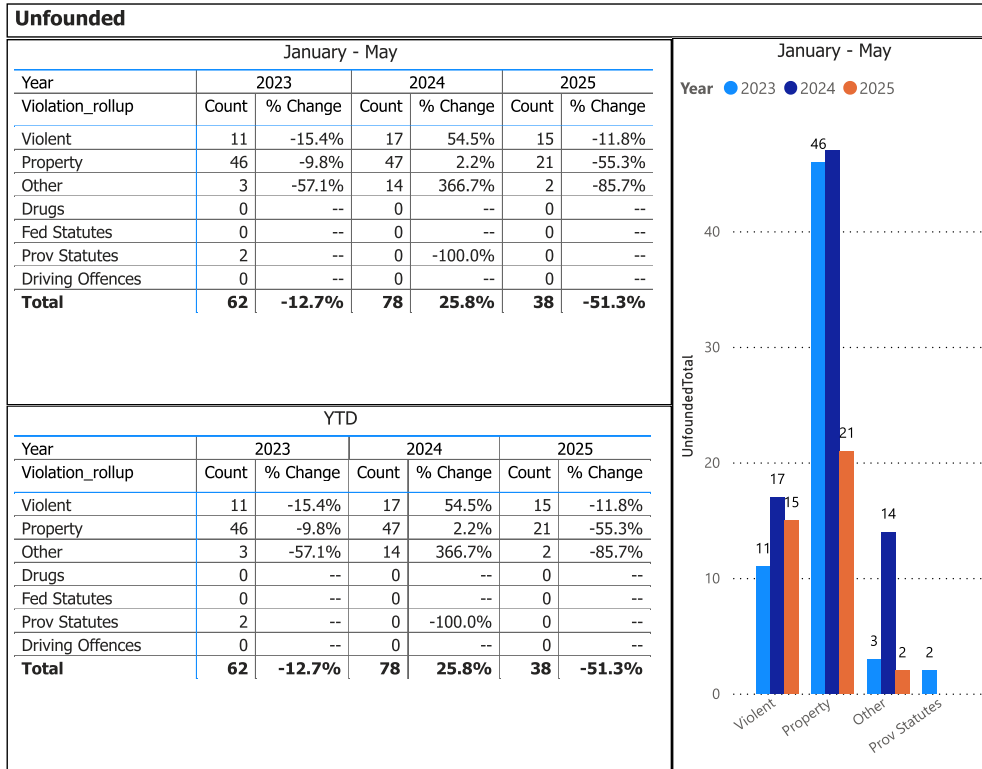 Unfounded
January - May
Year 2023 2024 2025
Violation_rollup Count % Change Count % Change Count % Change
Violent 11 -15.4% 17 54.5% 15 -11.8%
Property 46 -9.8% 47 2.2% 21 -55.3%
Other 3 -57.1% 14 366.7% 2 -85.7%
Drugs 0 -- 0 -- 0 --
Fed Statutes 0 -- 0 -- 0 --
Prov Statutes 2 -- 0 -100.0% 0 --
Driving Offences 0 -- 0 -- 0 --
Total 62 -12.7% 78 25.8% 38 -51.3%
YTD
Year 2023 2024 2025
Violation_rollup Count % Change Count % Change Count % Change
Violent 11 -15.4% 17 54.5% 15 -11.8%
Property 46 -9.8% 47 2.2% 21 -55.3%
Other 3 -57.1% 14 366.7% 2 -85.7%
Drugs 0 -- 0 -- 0 --
Fed Statutes 0 -- 0 -- 0 --
Prov Statutes 2 -- 0 -100.0% 0 --
Driving Offences 0 -- 0 -- 0 --
Total 62 -12.7% 78 25.8% 38 -51.3%
January - May
Year 2023 2024 2025
UnfoundedTotal
40
30
20
10
0
11 17 15
46 21
3 14 2
2
Violent
Property
Other
Prov Statutes